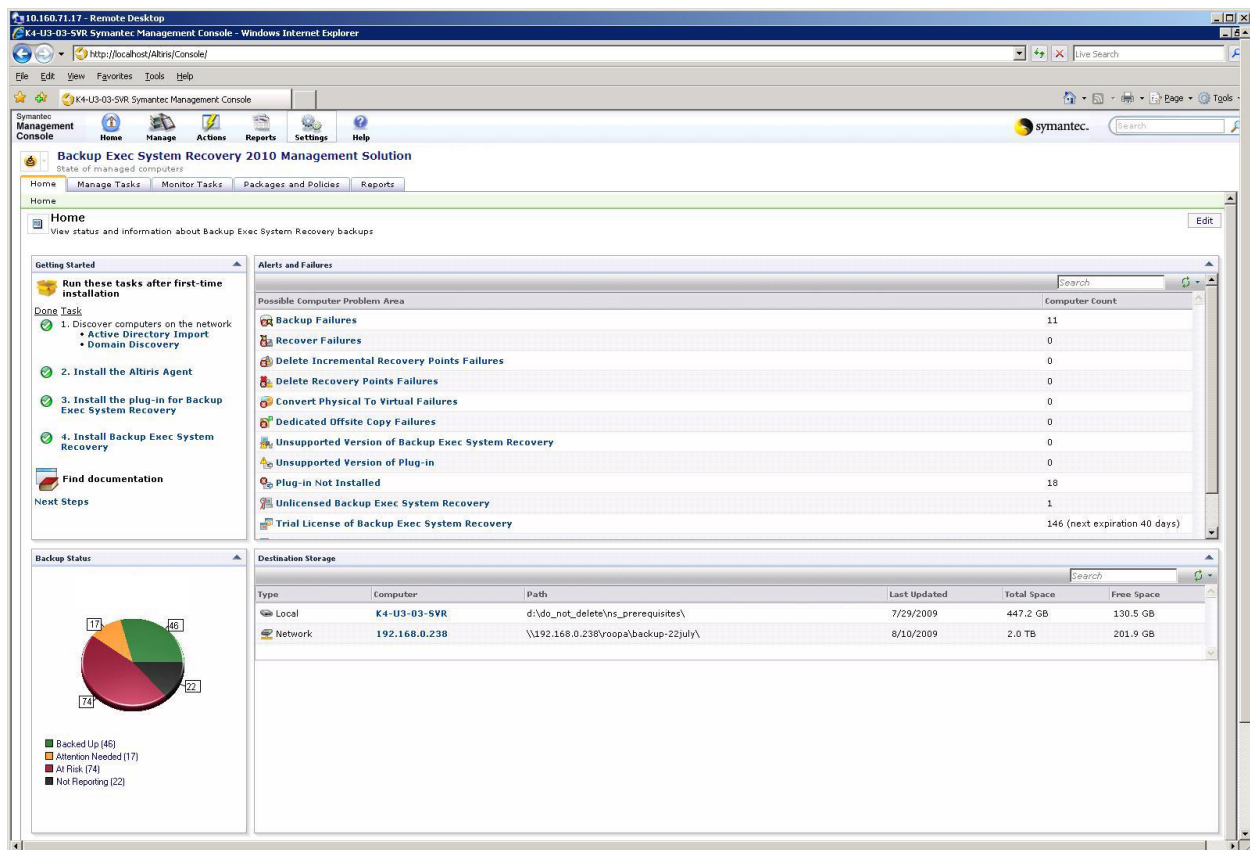 10.160.71.17 - Remote Desktop
K4-U3-03-SVR Symantec Management Console - Windows Internet Explorer
http://localhost/Altiris/Console/
Live Search
File Edit View Favorites Tools Help
K4-U3-03-SVR Symantec Management Console
Page
Tools
Symantec
Management
Console
Home Manage Actions Reports Settings Help
symantec.
Search
Backup Exec System Recovery 2010 Management Solution
State of managed computers
Home Manage Tasks Monitor Tasks Packages and Policies Reports
Home
Home
Edit
View status and information about Backup Exec System Recovery backups
Getting Started
Run these tasks after first-time
installation
Done Task
1. Discover computers on the network
• Active Directory Import
• Domain Discovery
2. Install the Altiris Agent
3. Install the plug-in for Backup
Exec System Recovery
4. Install Backup Exec System
Recovery
Find documentation
Next Steps
Alerts and Failures
Search
Possible Computer Problem Area Computer Count
Backup Failures 11
Recover Failures 0
Delete Incremental Recovery Points Failures 0
Delete Recovery Points Failures 0
Convert Physical To Virtual Failures 0
Dedicated Offsite Copy Failures 0
Unsupported Version of Backup Exec System Recovery 0
Unsupported Version of Plug-in 0
Plug-in Not Installed 18
Unlicensed Backup Exec System Recovery 1
Trial License of Backup Exec System Recovery 146 (next expiration 40 days)
Backup Status
17
46
22
74
Backed Up (46)
Attention Needed (17)
At Risk (74)
Not Reporting (22)
Destination Storage
Search
Type Computer Path Last Updated Total Space Free Space
Local K4-U3-03-SVR d:\do_not_delete\ns_prerequisites\ 7/29/2009 447.2 GB 130.5 GB
Network 192.168.0.238 \\192.168.0.238\roopa\backup-22july\ 8/10/2009 2.0 TB 201.9 GB